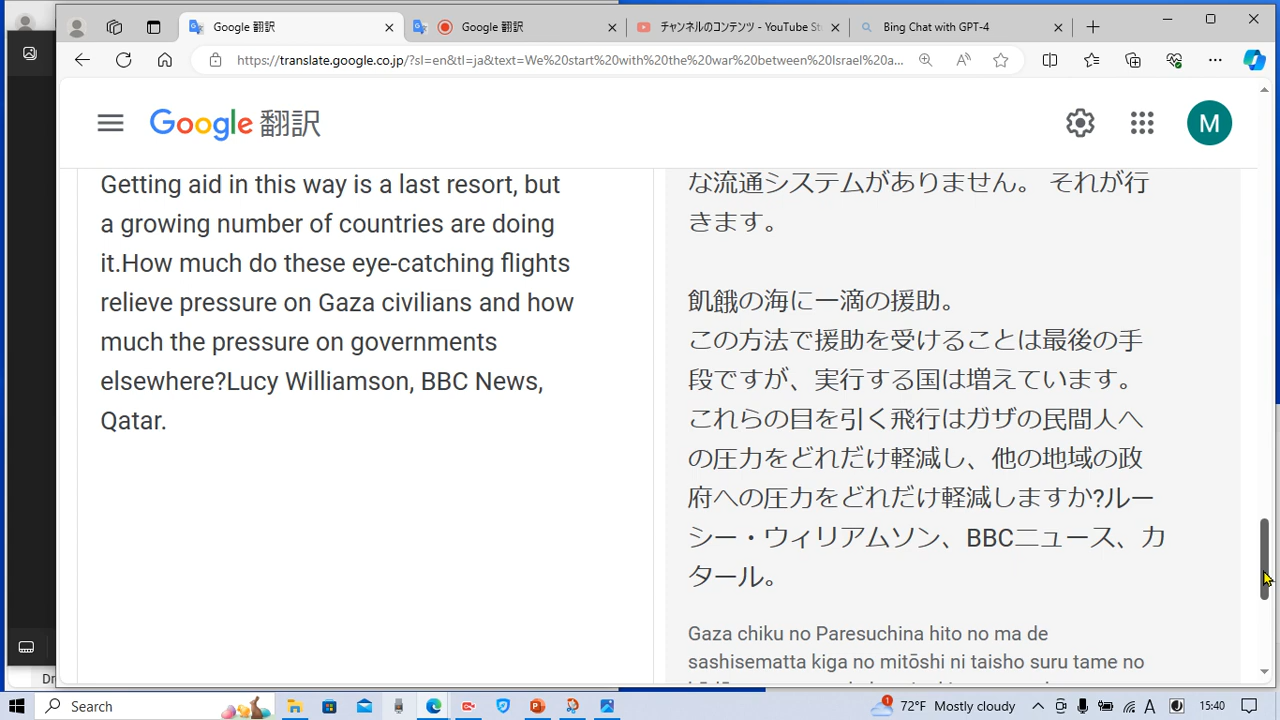 Google 翻訳
Google 翻訳
チャンネルのコンテンツ - YouTube St
Bing Chat with GPT-4
https://translate.google.co.jp/?sl=en&tl=ja&text=We%20start%20with%20the%20war%20between%20Israel%20a...
Google 翻訳
M
Getting aid in this way is a last resort, but
a growing number of countries are doing
it.How much do these eye-catching flights
relieve pressure on Gaza civilians and how
much the pressure on governments
elsewhere?Lucy Williamson, BBC News,
Qatar.
な流通システムがありません。 それが行
きます。
飢餓の海に一滴の援助。
この方法で援助を受けることは最後の手
段ですが、実行する国は増えています。
これらの目を引く飛行はガザの民間人へ
の圧力をどれだけ軽減し、他の地域の政
府への圧力をどれだけ軽減しますか?ルー
シー・ウィリアムソン、BBCニュース、カ
タール。
Gaza chiku no Paresuchina hito no ma de
sashisematta kiga no mitōshi ni taisho suru tame no
Dr
Search
1
72°F Mostly cloudy
A
15:40